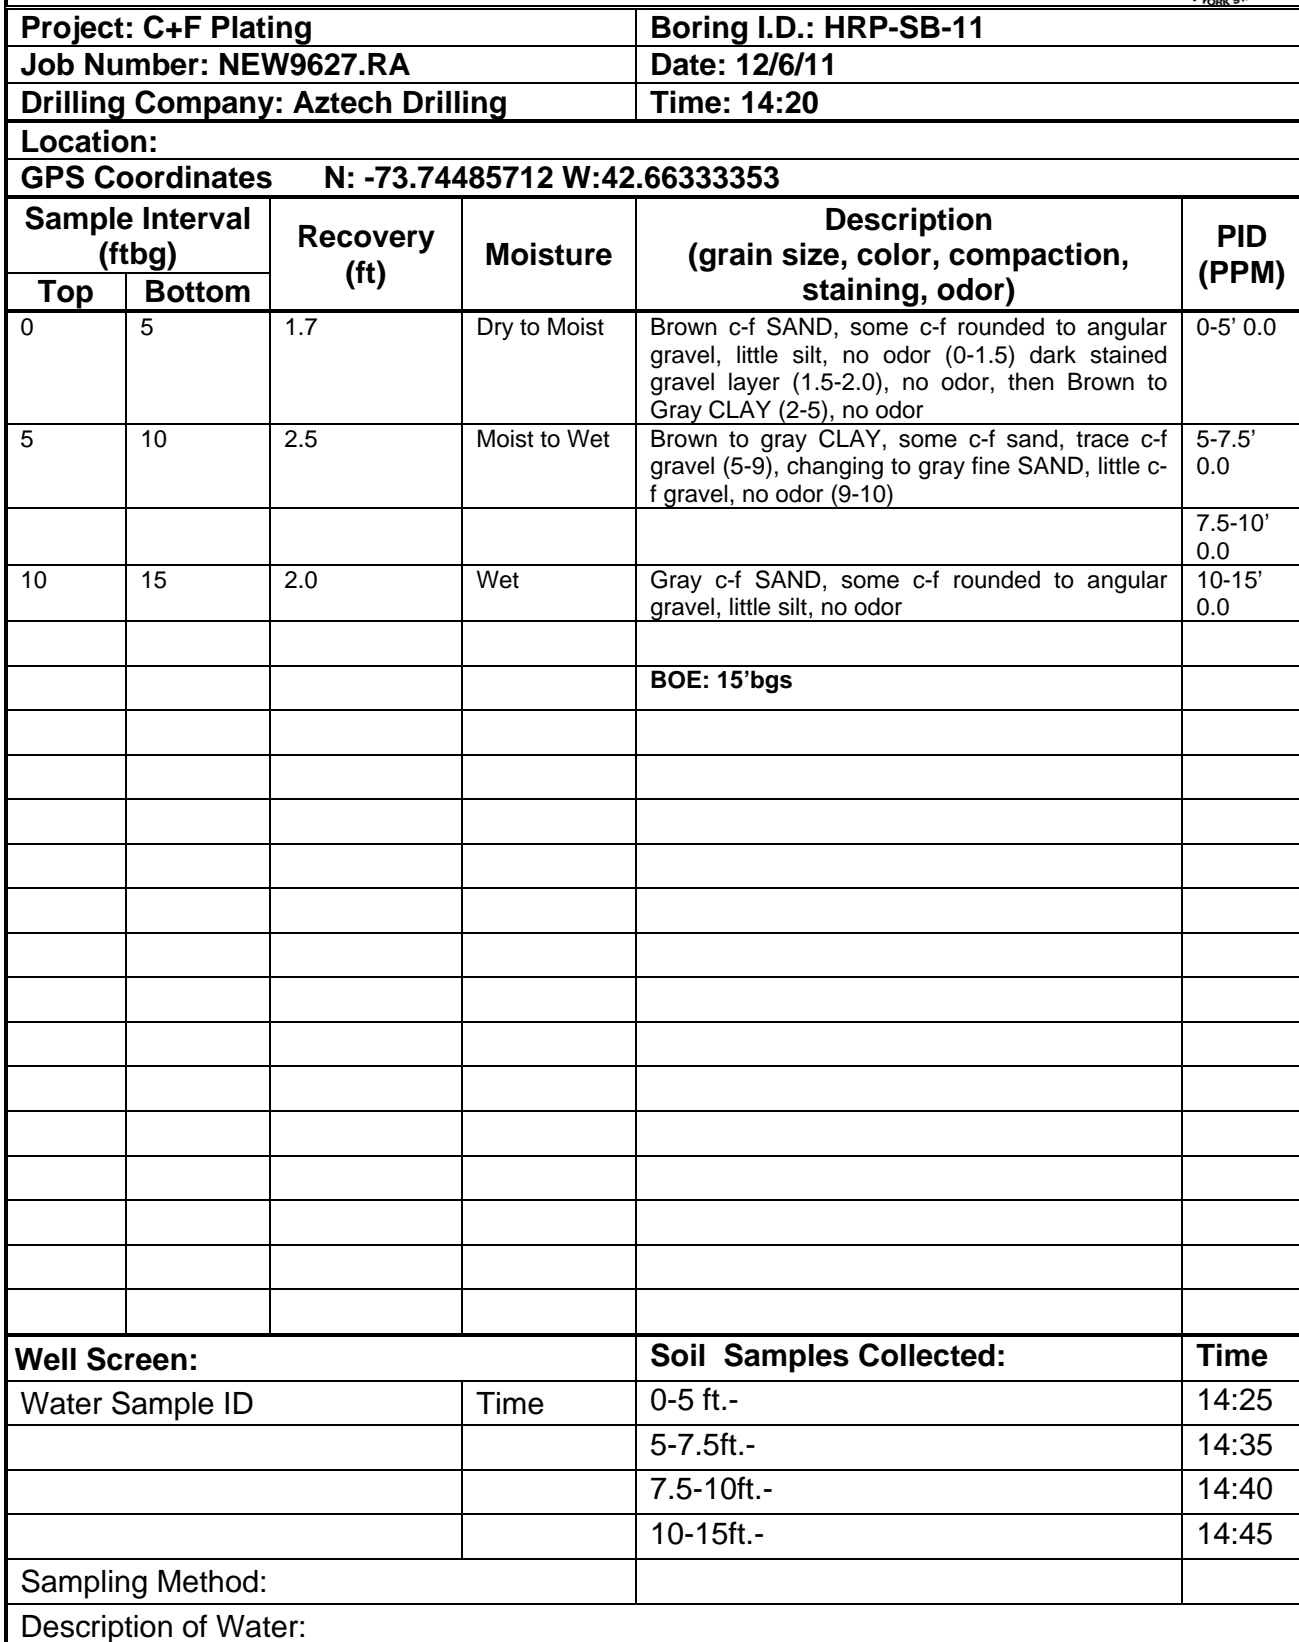 YORK
Project: C+F Plating Boring I.D.: HRP-SB-11
Job Number: NEW9627.RA Date: 12/6/11
Drilling Company: Aztech Drilling Time: 14:20
Location:
GPS Coordinates N: -73.74485712 W:42.66333353
Sample Interval
(ftbg)
Top Bottom
Recovery
(ft)
Moisture
Description
(grain size, color, compaction,
staining, odor)
PID
(PPM)
0 5 1.7 Dry to Moist
Brown c-f SAND, some c-f rounded to angular
gravel, little silt, no odor (0-1.5) dark stained
gravel layer (1.5-2.0), no odor, then Brown to
Gray CLAY (2-5), no odor
0-5’ 0.0
5 10 2.5 Moist to Wet
Brown to gray CLAY, some c-f sand, trace c-f
gravel (5-9), changing to gray fine SAND, little c-
f gravel, no odor (9-10)
5-7.5’
0.0
7.5-10’
0.0
10 15 2.0 Wet
Gray c-f SAND, some c-f rounded to angular
gravel, little silt, no odor
10-15’
0.0
BOE: 15’bgs
Well Screen: Soil Samples Collected: Time
Water Sample ID Time 0-5 ft.- 14:25
5-7.5ft.- 14:35
7.5-10ft.- 14:40
10-15ft.- 14:45
Sampling Method:
Description of Water: